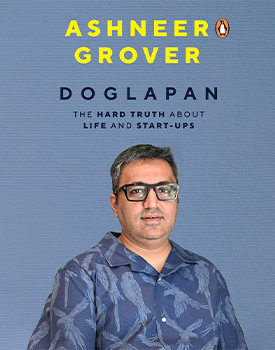 ASHNEER
GROVER
DOGLAPAN
THE HARD TRUTH ABOUT
LIFE AND START-UPS